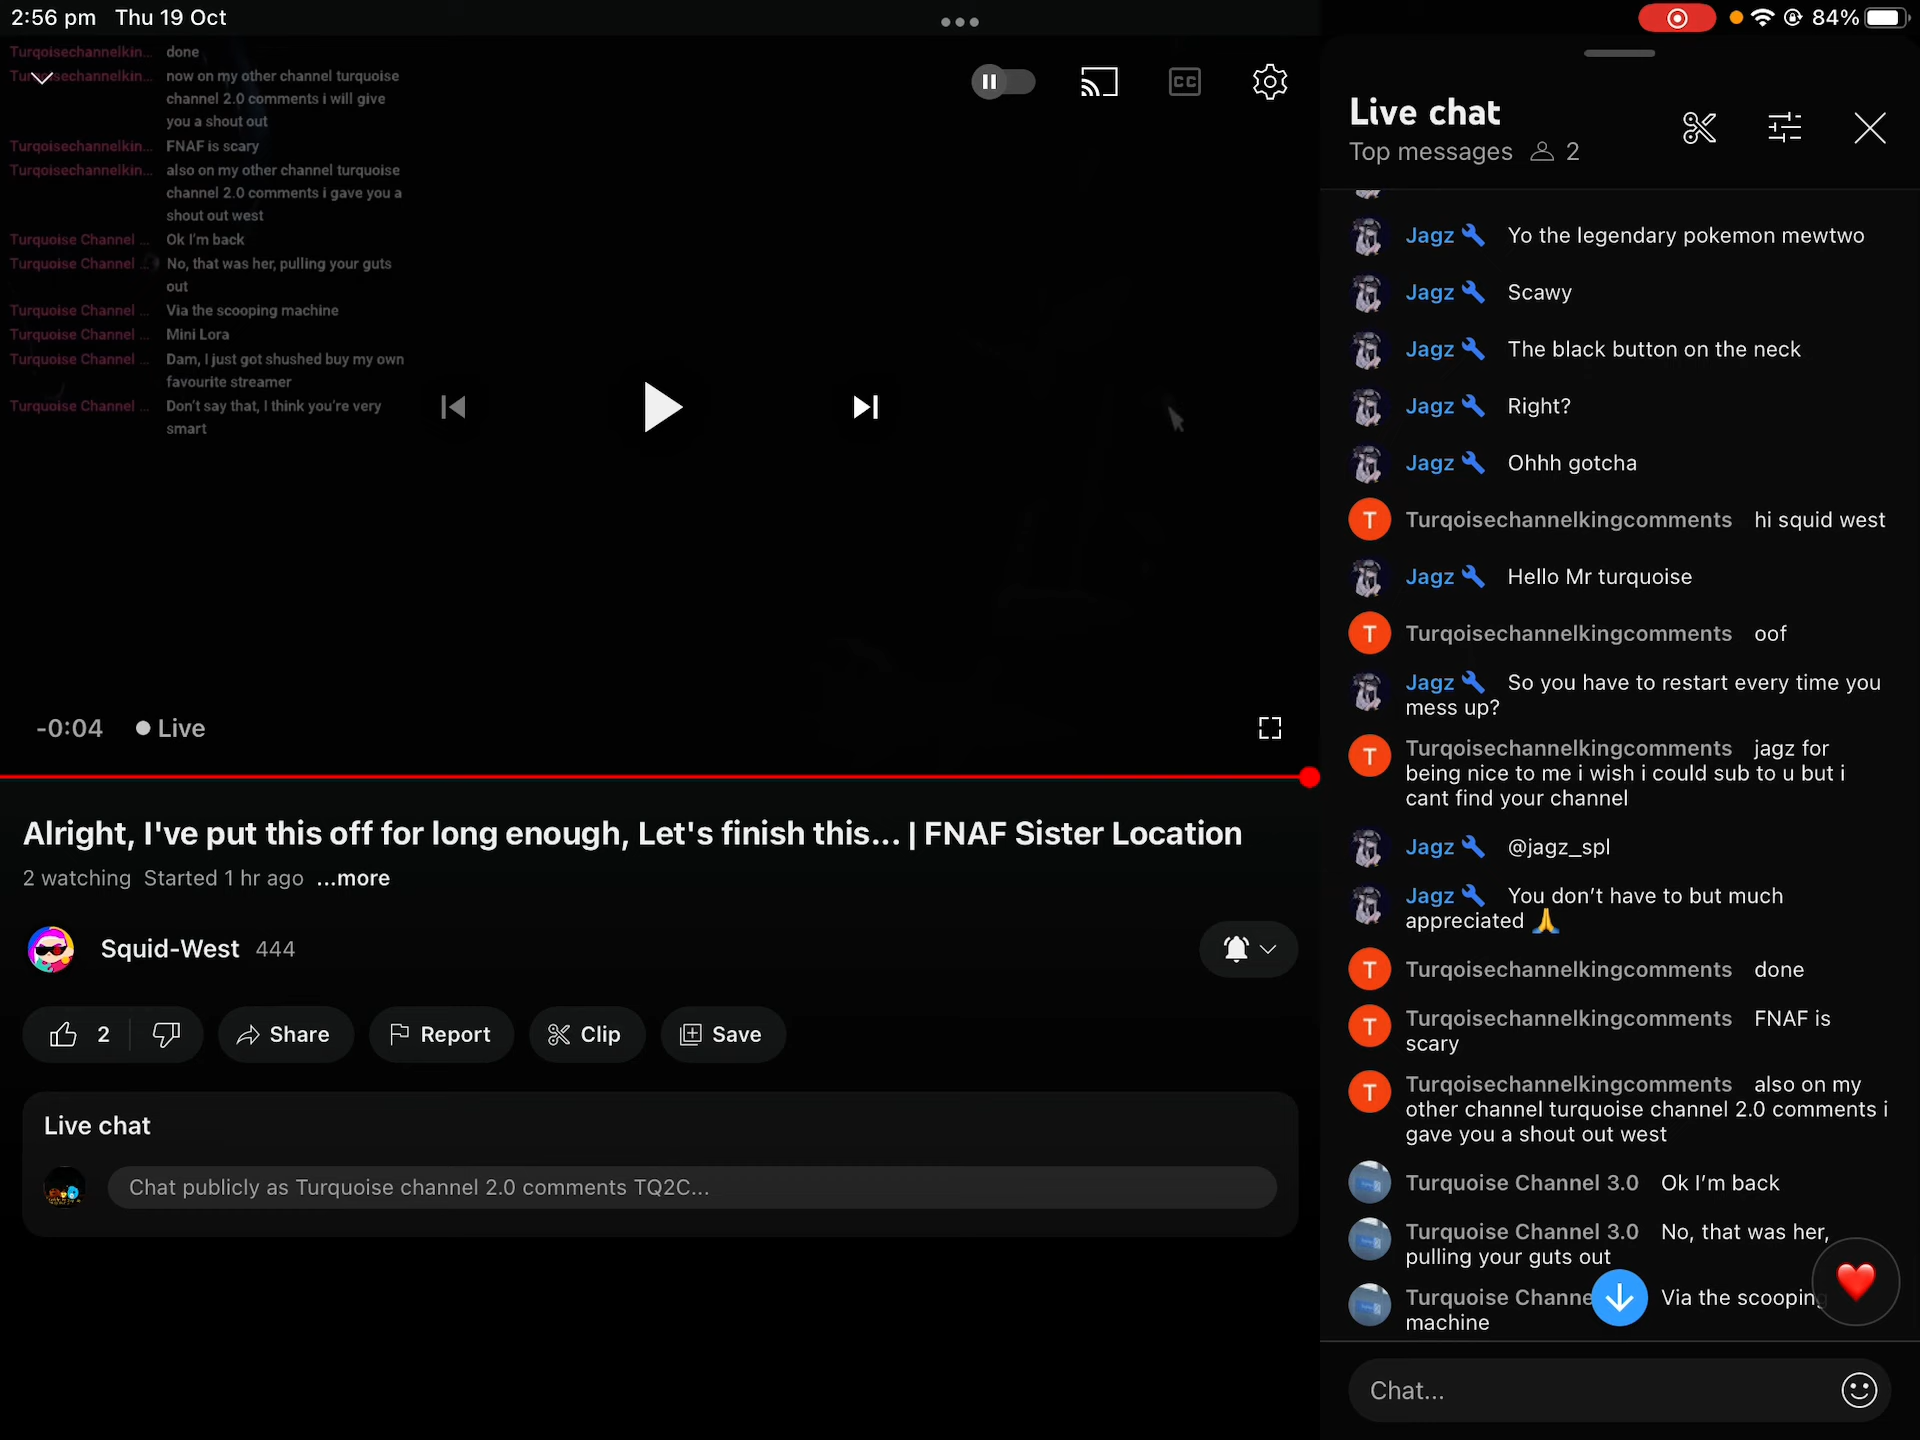 2:56 pm Thu 19 Oct
84%
Turqoisechannelkin... done
Turqoisechannelkin... now on my other channel turquoise
channel 2.0 comments i will give
you a shout out
Turqoisechannelkin... FNAF is scary
Turqoisechannelkin... also on my other channel turquoise
channel 2.0 comments i gave you a
shout out west
Turquoise Channel ... Ok I'm back
Turquoise Channel ... No, that was her, pulling your guts
out
Turquoise Channel ... Via the scooping machine
Turquoise Channel ... Mini Lora
Turquoise Channel ... Dam, I just got shushed buy my own
favourite streamer
Turquoise Channel ... Don't say that, I think you're very
smart
CC
-0:04 Live
Alright, I've put this off for long enough, Let's finish this... | FNAF Sister Location
2 watching Started 1 hr ago ...more
Squid-West 444
2 Share Report Clip Save
Live chat
Chat publicly as Turquoise channel 2.0 comments TQ2C...
Live chat
Top messages 2
Jagz Yo the legendary pokemon mewtwo
Jagz Scawy
Jagz The black button on the neck
Jagz Right?
Jagz Ohhh gotcha
T Turqoisechannelkingcomments hi squid west
Jagz Hello Mr turquoise
T Turqoisechannelkingcomments oof
Jagz So you have to restart every time you
mess up?
T Turqoisechannelkingcomments jagz for
being nice to me i wish i could sub to u but i
cant find your channel
Jagz @jagz_spl
Jagz You don't have to but much
appreciated 🙏
T Turqoisechannelkingcomments done
T Turqoisechannelkingcomments FNAF is
scary
T Turqoisechannelkingcomments also on my
other channel turquoise channel 2.0 comments i
gave you a shout out west
Turquoise Channel 3.0 Ok I'm back
Turquoise Channel 3.0 No, that was her,
pulling your guts out
Turquoise Channe Via the scooping
machine
Chat...